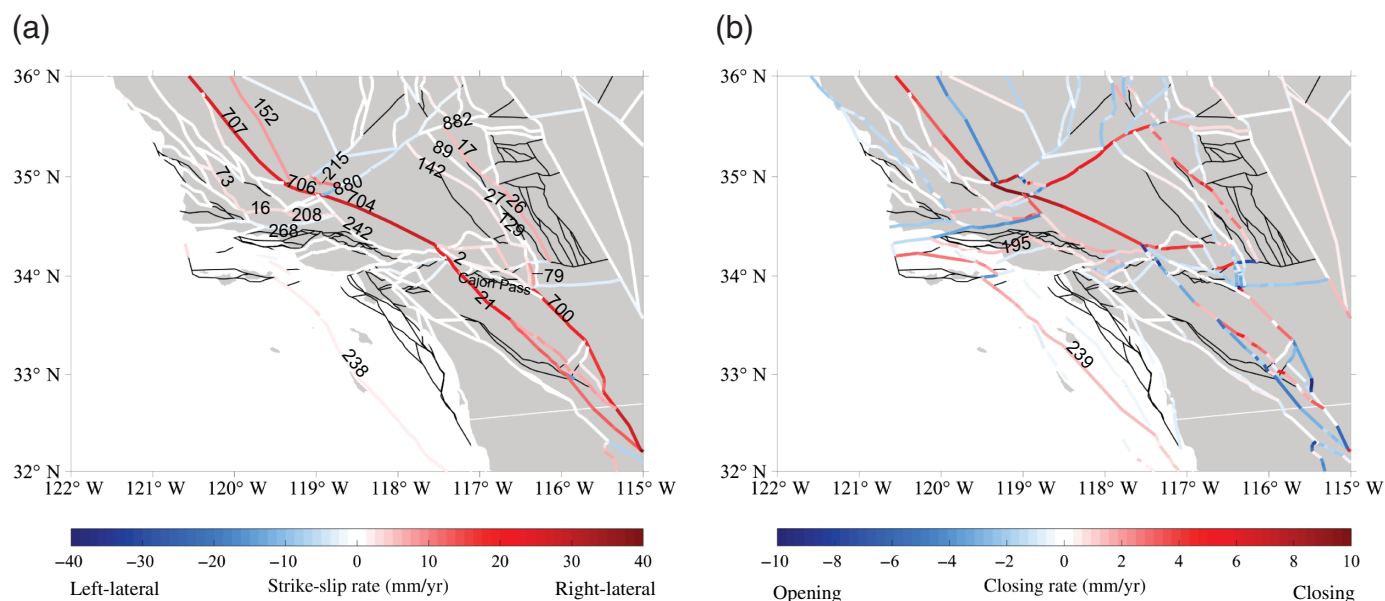 (a)
(b)
36° N
35° N
34° N
33° N
32° N
122° W
121° W
120° W
119° W
118° W
117° W
116° W
115° W
707
152
882
215
89
17
142
706
880
73
704
27
26
16
208
242
129
268
2
79
Cajon Pass
21
700
238
−40
−30
−20
−10
0
10
20
30
40
Left-lateral
Strike-slip rate (mm/yr)
Right-lateral
36° N
35° N
34° N
33° N
32° N
122° W
121° W
120° W
119° W
118° W
117° W
116° W
115° W
195
239
−10
−8
−6
−4
−2
0
2
4
6
8
10
Opening
Closing rate (mm/yr)
Closing